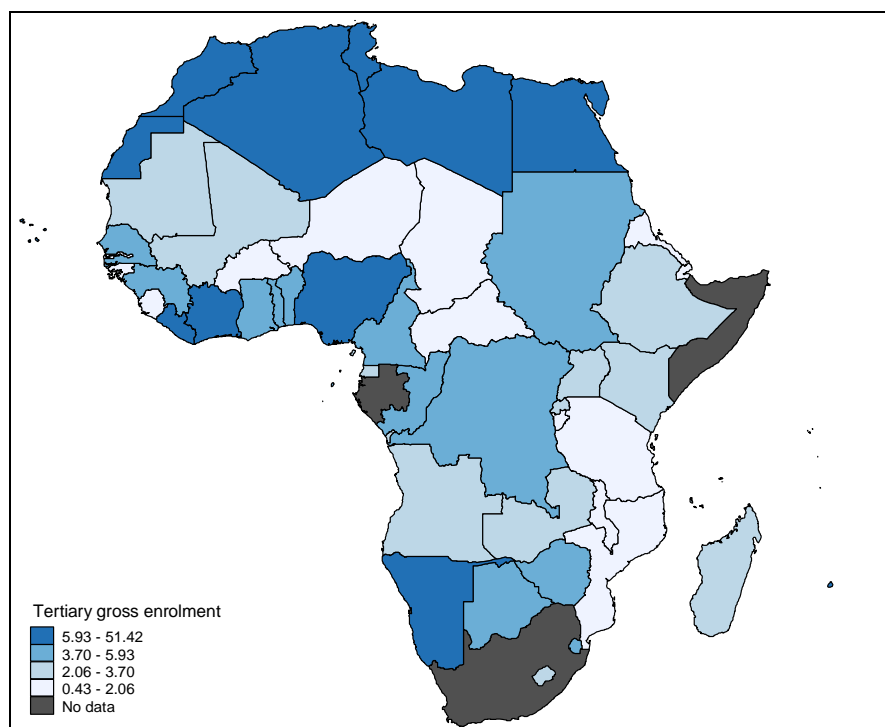 Tertiary gross enrolment
5.93 - 51.42
3.70 - 5.93
2.06 - 3.70
0.43 - 2.06
No data